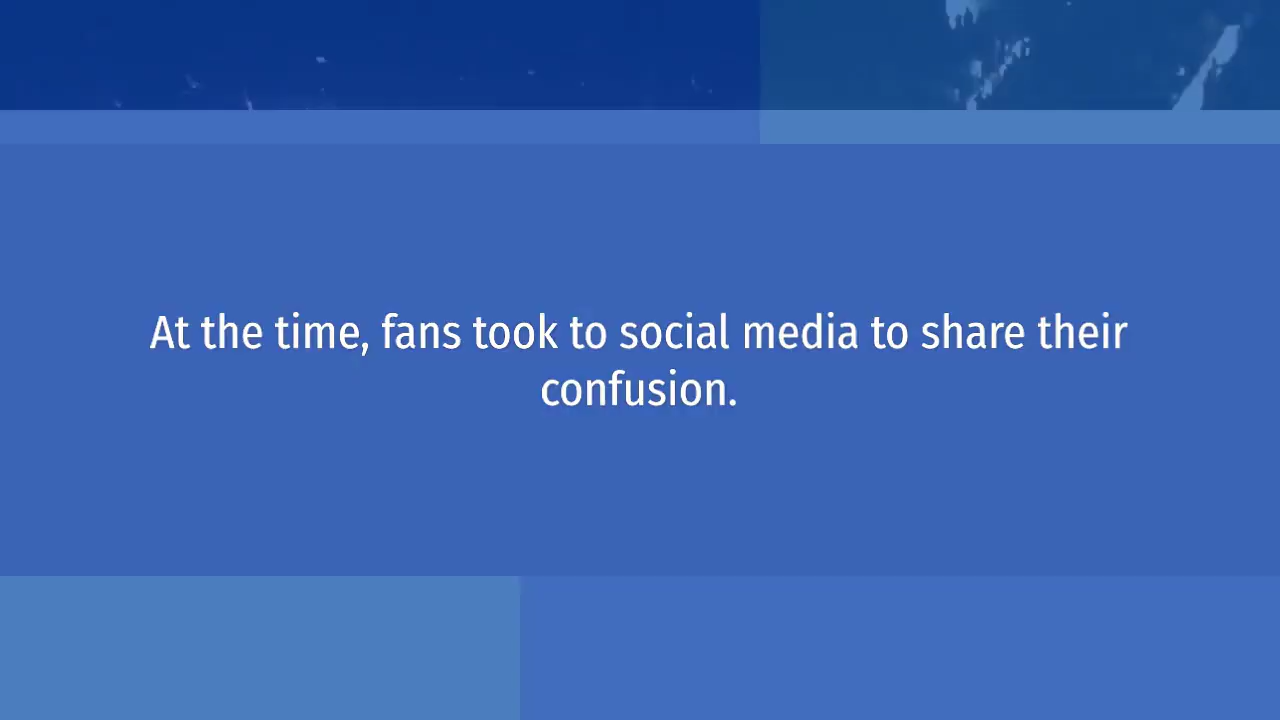 At the time, fans took to social media to share their
confusion.